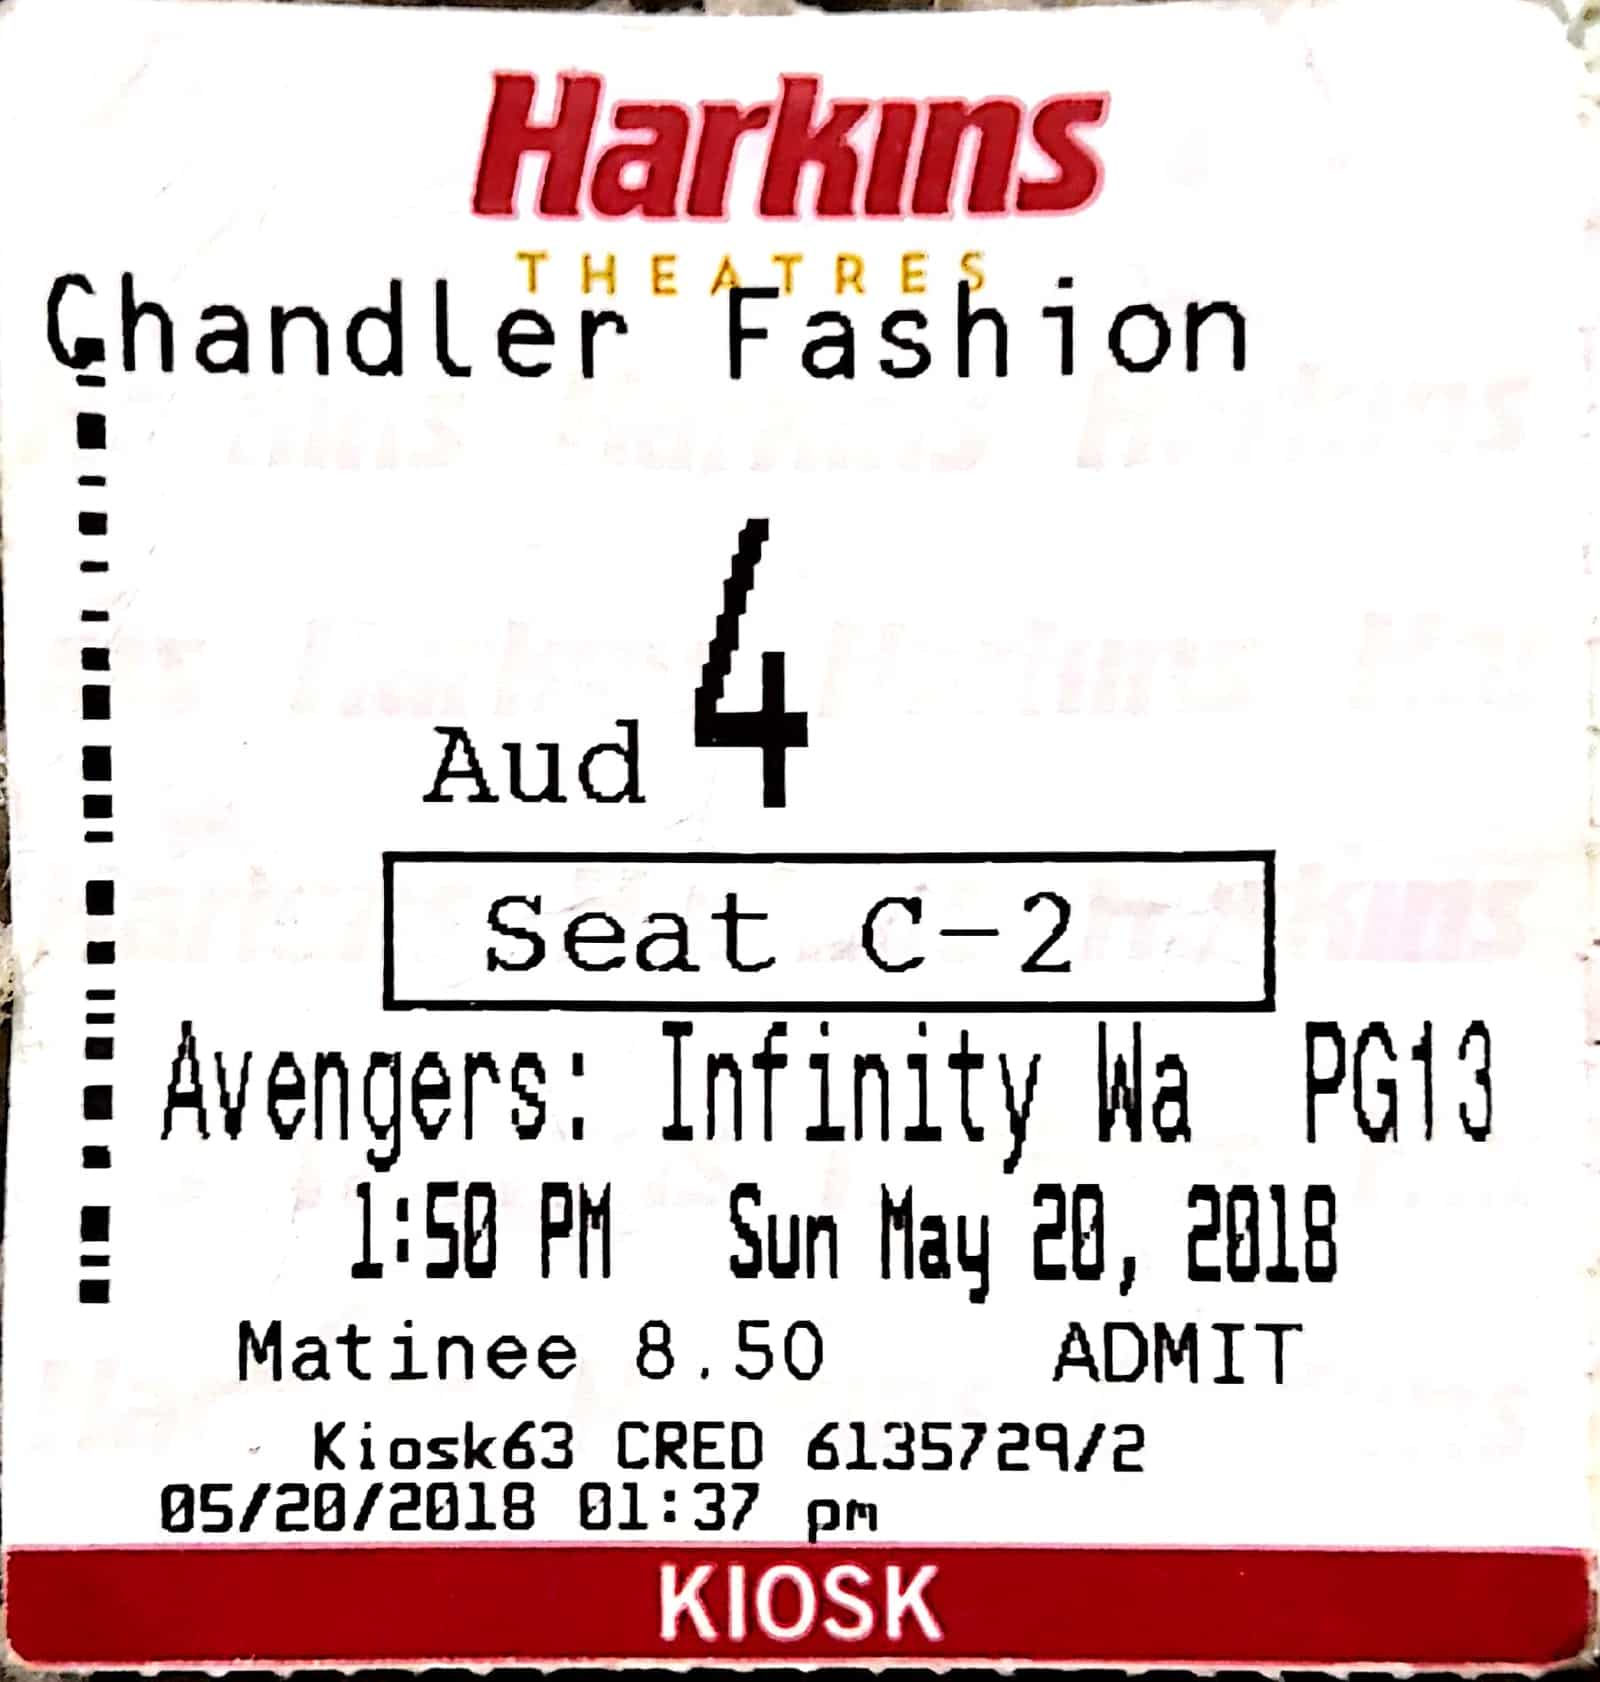 Harkins
THEATRES
Chandler Fashion
Aud 4
Seat C-2
Avengers: Infinity Wa PG13
1:50 PM Sun May 20, 2018
Matinee 8.50 ADMIT
Kiosk63 CRED 6135729/2
05/20/2018 01:37 pm
KIOSK